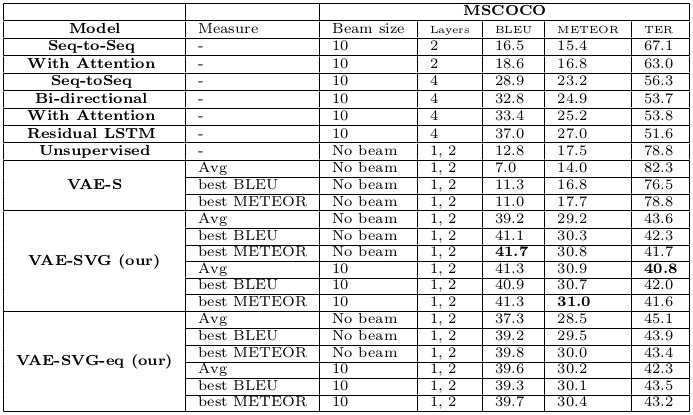 MSCOCO
Model Measure Beam size Layers BLEU METEOR TER
Seq-to-Seq - 10 2 16.5 15.4 67.1
With Attention - 10 2 18.6 16.8 63.0
Seq-toSeq - 10 4 28.9 23.2 56.3
Bi-directional - 10 4 32.8 24.9 53.7
With Attention - 10 4 33.4 25.2 53.8
Residual LSTM - 10 4 37.0 27.0 51.6
Unsupervised - No beam 1, 2 12.8 17.5 78.8
VAE-S
Avg No beam 1, 2 7.0 14.0 82.3
best BLEU No beam 1, 2 11.3 16.8 76.5
best METEOR No beam 1, 2 11.0 17.7 78.8
VAE-SVG (our)
Avg No beam 1, 2 39.2 29.2 43.6
best BLEU No beam 1, 2 41.1 30.3 42.3
best METEOR No beam 1, 2 41.7 30.8 41.7
Avg 10 1, 2 41.3 30.9 40.8
best BLEU 10 1, 2 40.9 30.7 42.0
best METEOR 10 1, 2 41.3 31.0 41.6
VAE-SVG-eq (our)
Avg No beam 1, 2 37.3 28.5 45.1
best BLEU No beam 1, 2 39.2 29.5 43.9
best METEOR No beam 1, 2 39.8 30.0 43.4
Avg 10 1, 2 39.6 30.2 42.3
best BLEU 10 1, 2 39.3 30.1 43.5
best METEOR 10 1, 2 39.7 30.4 43.2